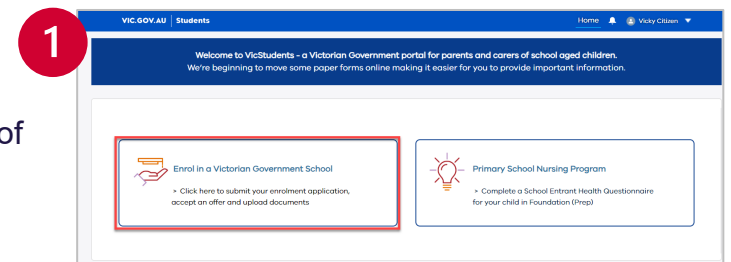 1
VIC.GOV.AU Students
Home Vicky Citizen
Welcome to VicStudents - a Victorian Government portal for parents and carers of school aged children.
We're beginning to move some paper forms online making it easier for you to provide important information.
of
Enrol in a Victorian Government School
> Click here to submit your enrolment application,
accept an offer and upload documents
Primary School Nursing Program
> Complete a School Entrant Health Questionnaire
for your child in Foundation (Prep)